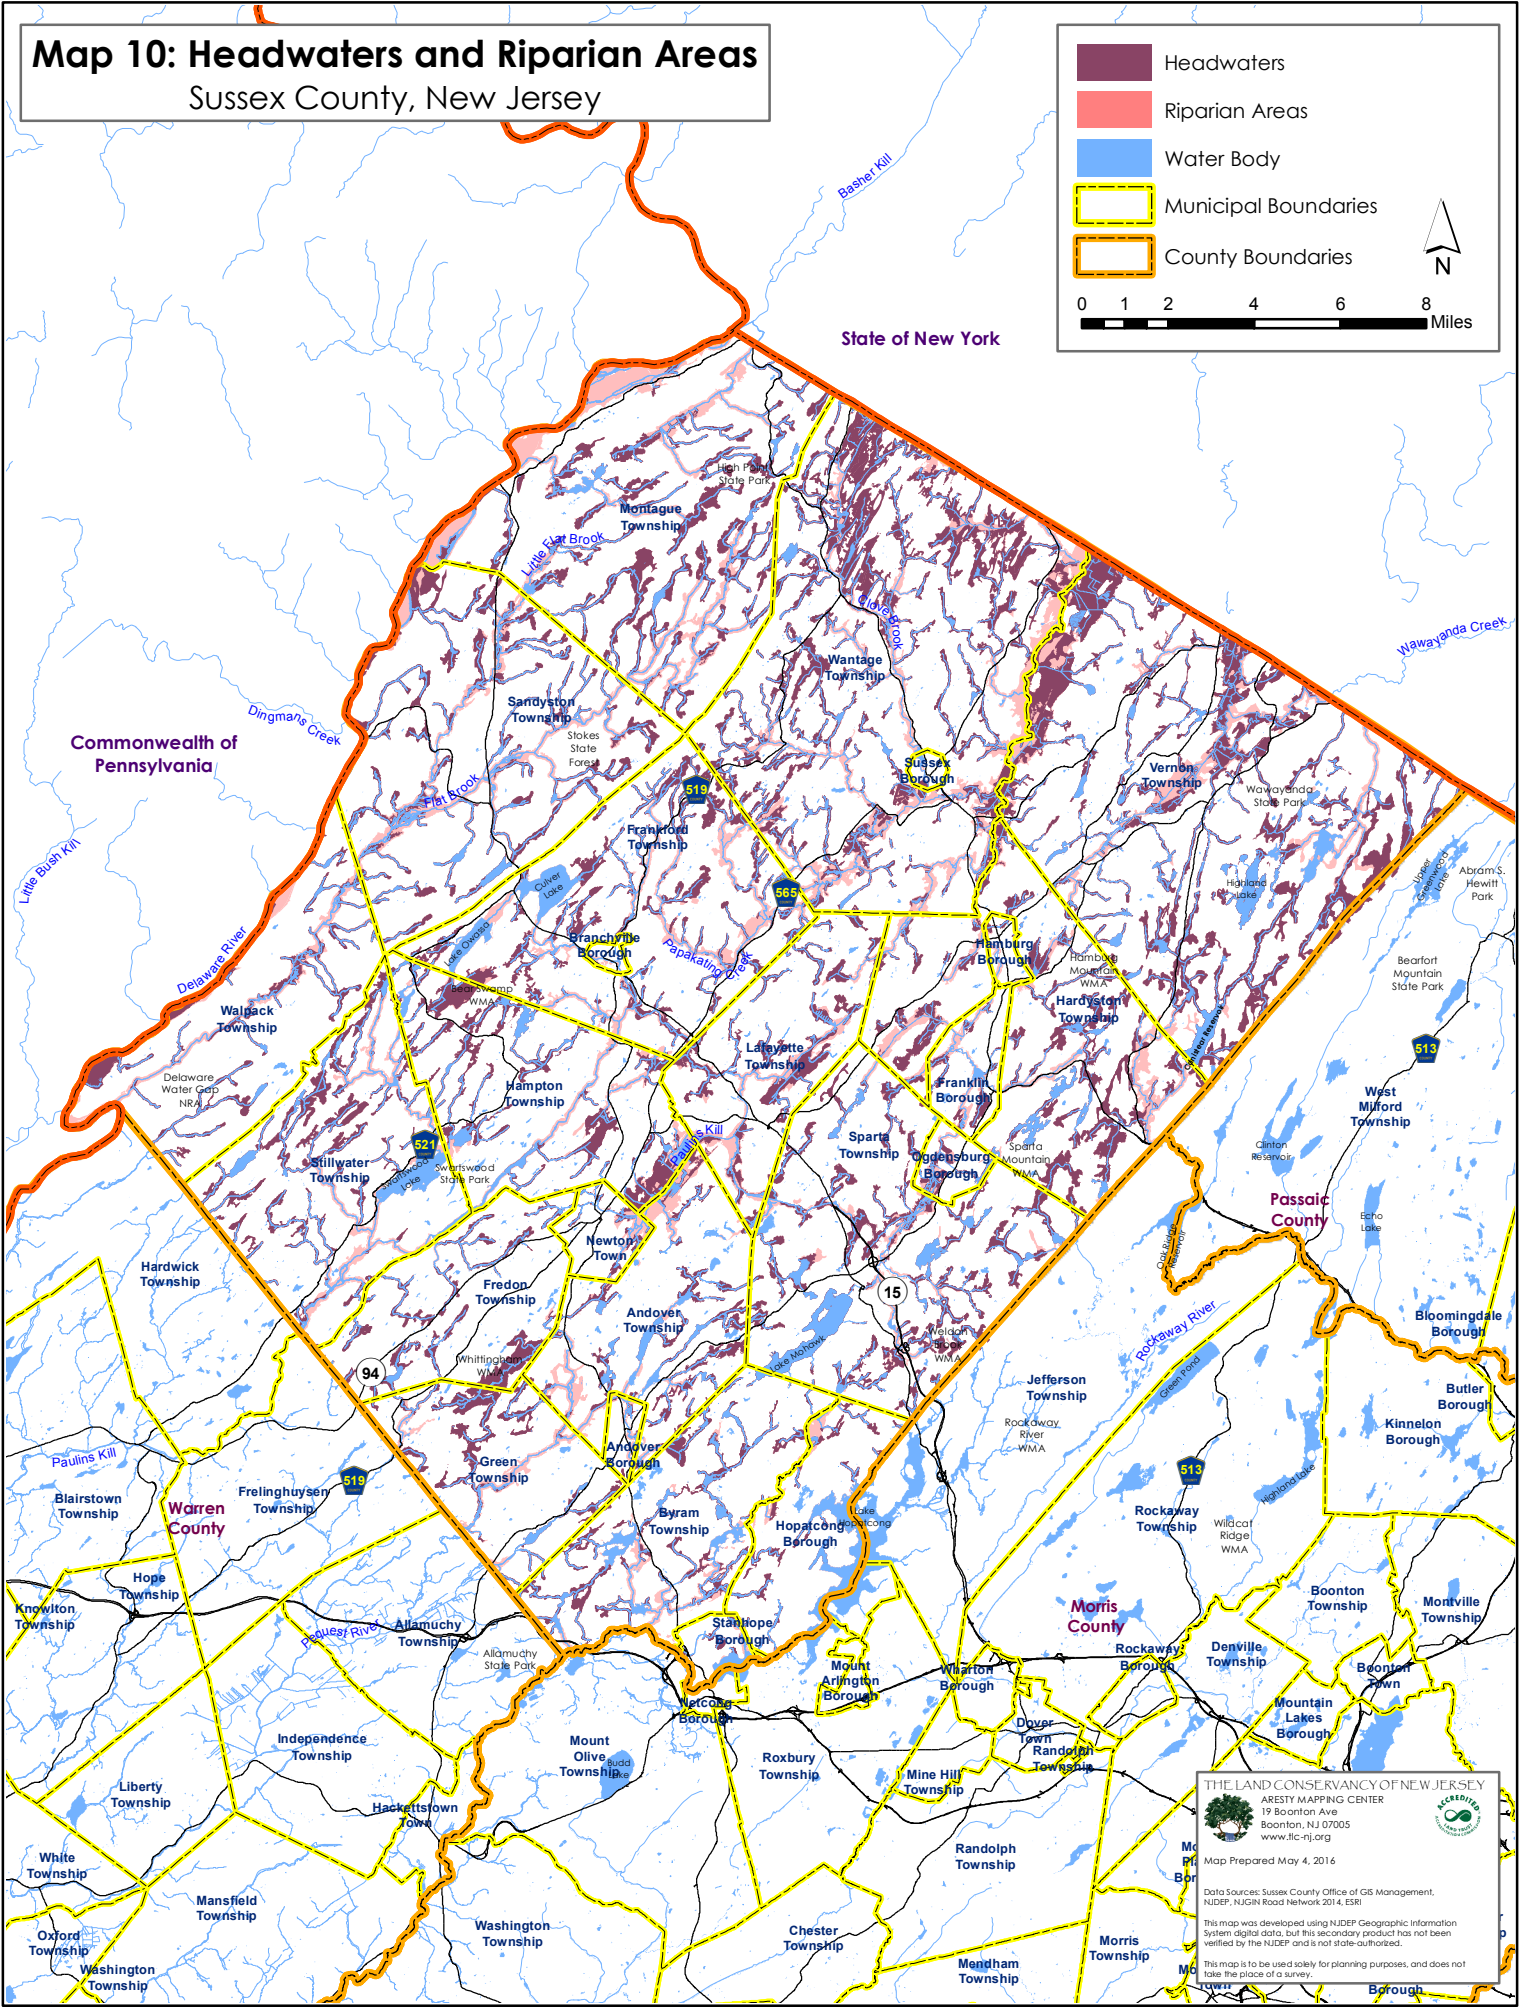 Map 10: Headwaters and Riparian Areas
Sussex County, New Jersey
Headwaters
Riparian Areas
Water Body
Municipal Boundaries
County Boundaries
N
0 1 2 4 6 8
Miles
Basher Kill
State of New York
High Point
State Park
Montague
Township
Little Flat Brook
Clove Brook
Wawayanda Creek
Wantage
Township
Sandyston
Township
Stokes
State
Forest
Dingmans Creek
Commonwealth of
Pennsylvania
Sussex
Borough
Vernon
Township
Wawayanda
State Park
519
Flat Brook
Frankford
Township
Little Bush Kill
Culver
Lake
565
Highland
Lake
Upper
Greenwood
Lake
Abram S.
Hewitt
Park
Lake Owassa
Branchville
Borough
Papakating Creek
Hamburg
Borough
Hamburg
Mountain
WMA
Bearfort
Mountain
State Park
Delaware River
Bear Swamp
WMA
Hardyston
Township
Walpack
Township
Canistear Reservoir
513
Lafayette
Township
Delaware
Water Gap
NRA
Hampton
Township
Franklin
Borough
West
Milford
Township
521
Paulins Kill
Sparta
Township
Ogdensburg
Borough
Sparta
Mountain
WMA
Clinton
Reservoir
Stillwater
Township
Swartswood
Lake
Swartswood
State Park
Passaic
County
Echo
Lake
Newton
Town
Oak Ridge
Reservoir
Hardwick
Township
Fredon
Township
15
Andover
Township
Rockaway River
Bloomingdale
Borough
Weldon
Brook
WMA
Lake Mohawk
Whittingham
WMA
94
Green Pond
Jefferson
Township
Butler
Borough
Rockaway
River
WMA
Kinnelon
Borough
Paulins Kill
Andover
Borough
Green
Township
519
513
Highland Lake
Blairstown
Township
Warren
County
Frelinghuysen
Township
Byram
Township
Hopatcong
Borough
Lake
Hopatcong
Rockaway
Township
Wildcat
Ridge
WMA
Hope
Township
Knowlton
Township
Boonton
Township
Montville
Township
Morris
County
Pequest River
Allamuchy
Township
Stanhope
Borough
Allamuchy
State Park
Mount
Arlington
Borough
Wharton
Borough
Rockaway
Borough
Denville
Township
Boonton
Town
Netcong
Borough
Mountain
Lakes
Borough
Dover
Town
Randolph
Township
Independence
Township
Mount
Olive
Township
Budd
Lake
Roxbury
Township
Mine Hill
Township
Liberty
Township
Hackettstown
Town
White
Township
Randolph
Township
Mansfield
Township
Washington
Township
Chester
Township
Oxford
Township
Morris
Township
Washington
Township
Mendham
Township
Borough
THE LAND CONSERVANCY OF NEW JERSEY
ARESTY MAPPING CENTER
19 Boonton Ave
Boonton, NJ 07005
www.tlc-nj.org
ACCREDITED
Map Prepared May 4, 2016
Data Sources: Sussex County Office of GIS Management,
NJDEP, NJGIN Road Network 2014, ESRI
This map was developed using NJDEP Geographic Information
System digital data, but this secondary product has not been
verified by the NJDEP and is not state-authorized.
This map is to be used solely for planning purposes, and does not
take the place of a survey.